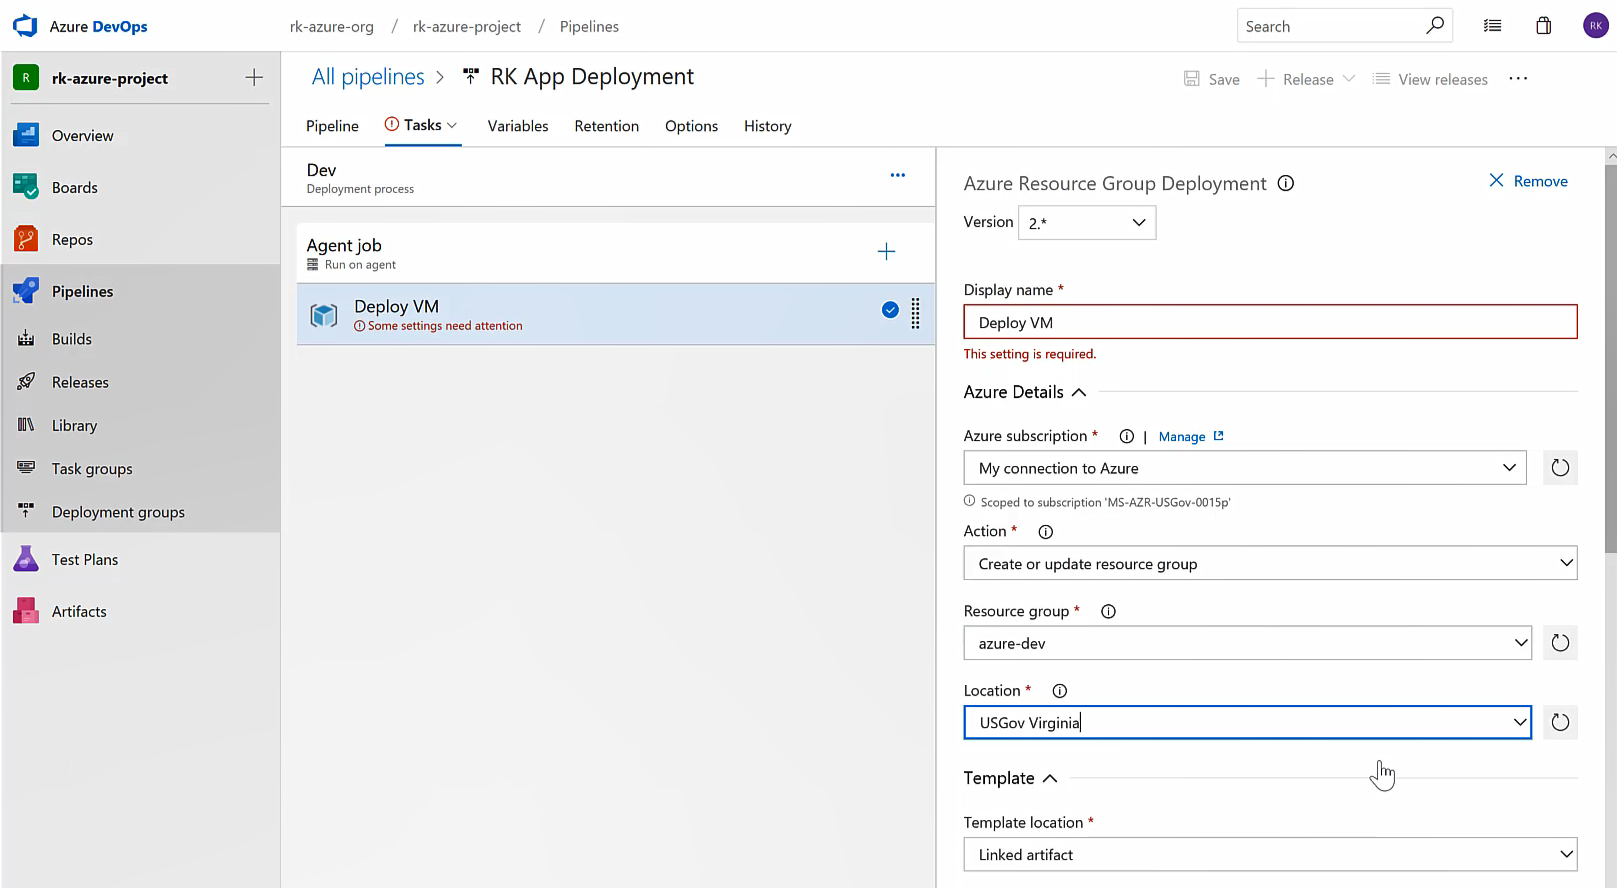 Azure DevOps
rk-azure-org / rk-azure-project / Pipelines
Search
RK
R rk-azure-project
Overview
Boards
Repos
Pipelines
Builds
Releases
Library
Task groups
Deployment groups
Test Plans
Artifacts
All pipelines > RK App Deployment
Save
Release
View releases
Pipeline
Tasks
Variables
Retention
Options
History
Dev
Deployment process
Agent job
Run on agent
Deploy VM
Some settings need attention
Azure Resource Group Deployment
Remove
Version 2.*
Display name *
Deploy VM
This setting is required.
Azure Details
Azure subscription * | Manage
My connection to Azure
Scoped to subscription 'MS-AZR-USGov-0015p'
Action *
Create or update resource group
Resource group *
azure-dev
Location *
USGov Virginia
Template
Template location *
Linked artifact